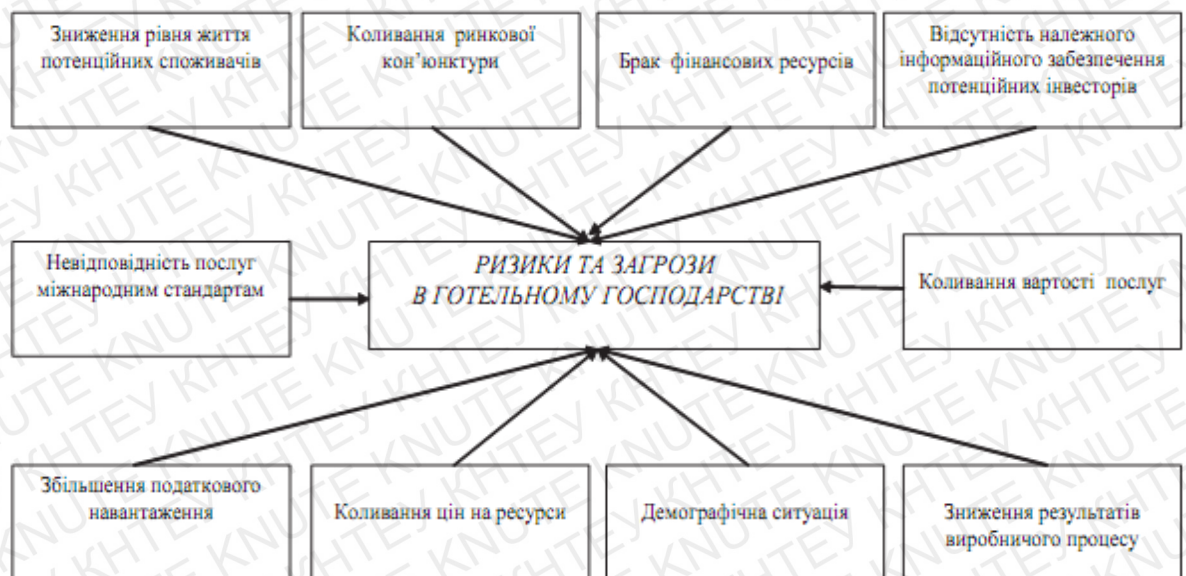 Зниження рівня життя
потенційних споживачів
Коливання ринкової
кон’юнктури
Брак фінансових ресурсів
Відсутність належного
інформаційного забезпечення
потенційних інвесторів
Невідповідність послуг
міжнародним стандартам
РИЗИКИ ТА ЗАГРОЗИ
В ГОТЕЛЬНОМУ ГОСПОДАРСТВІ
Коливання вартості послуг
Збільшення податкового
навантаження
Коливання цін на ресурси
Демографічна ситуація
Зниження результатів
виробничого процесу
KNUTE КНТЕУ